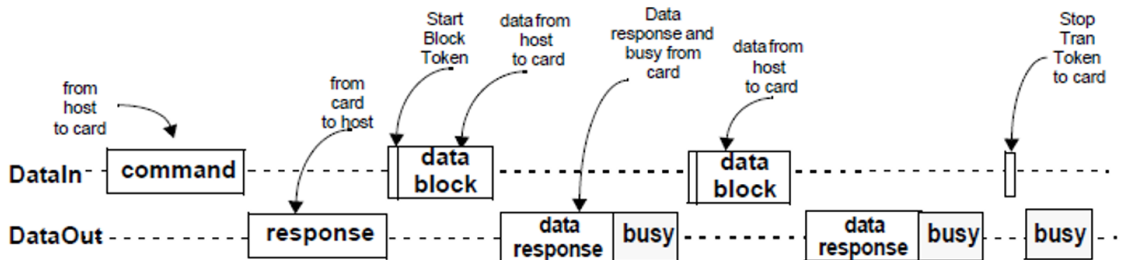 from
host
to card
from
card
to host
Start
Block
Token
data from
host
to card
Data
response and
busy from
card
data from
host
to card
Stop
Tran
Token
to card
DataIn
command
data
block
data
block
DataOut
response
data
response
busy
data
response
busy
busy